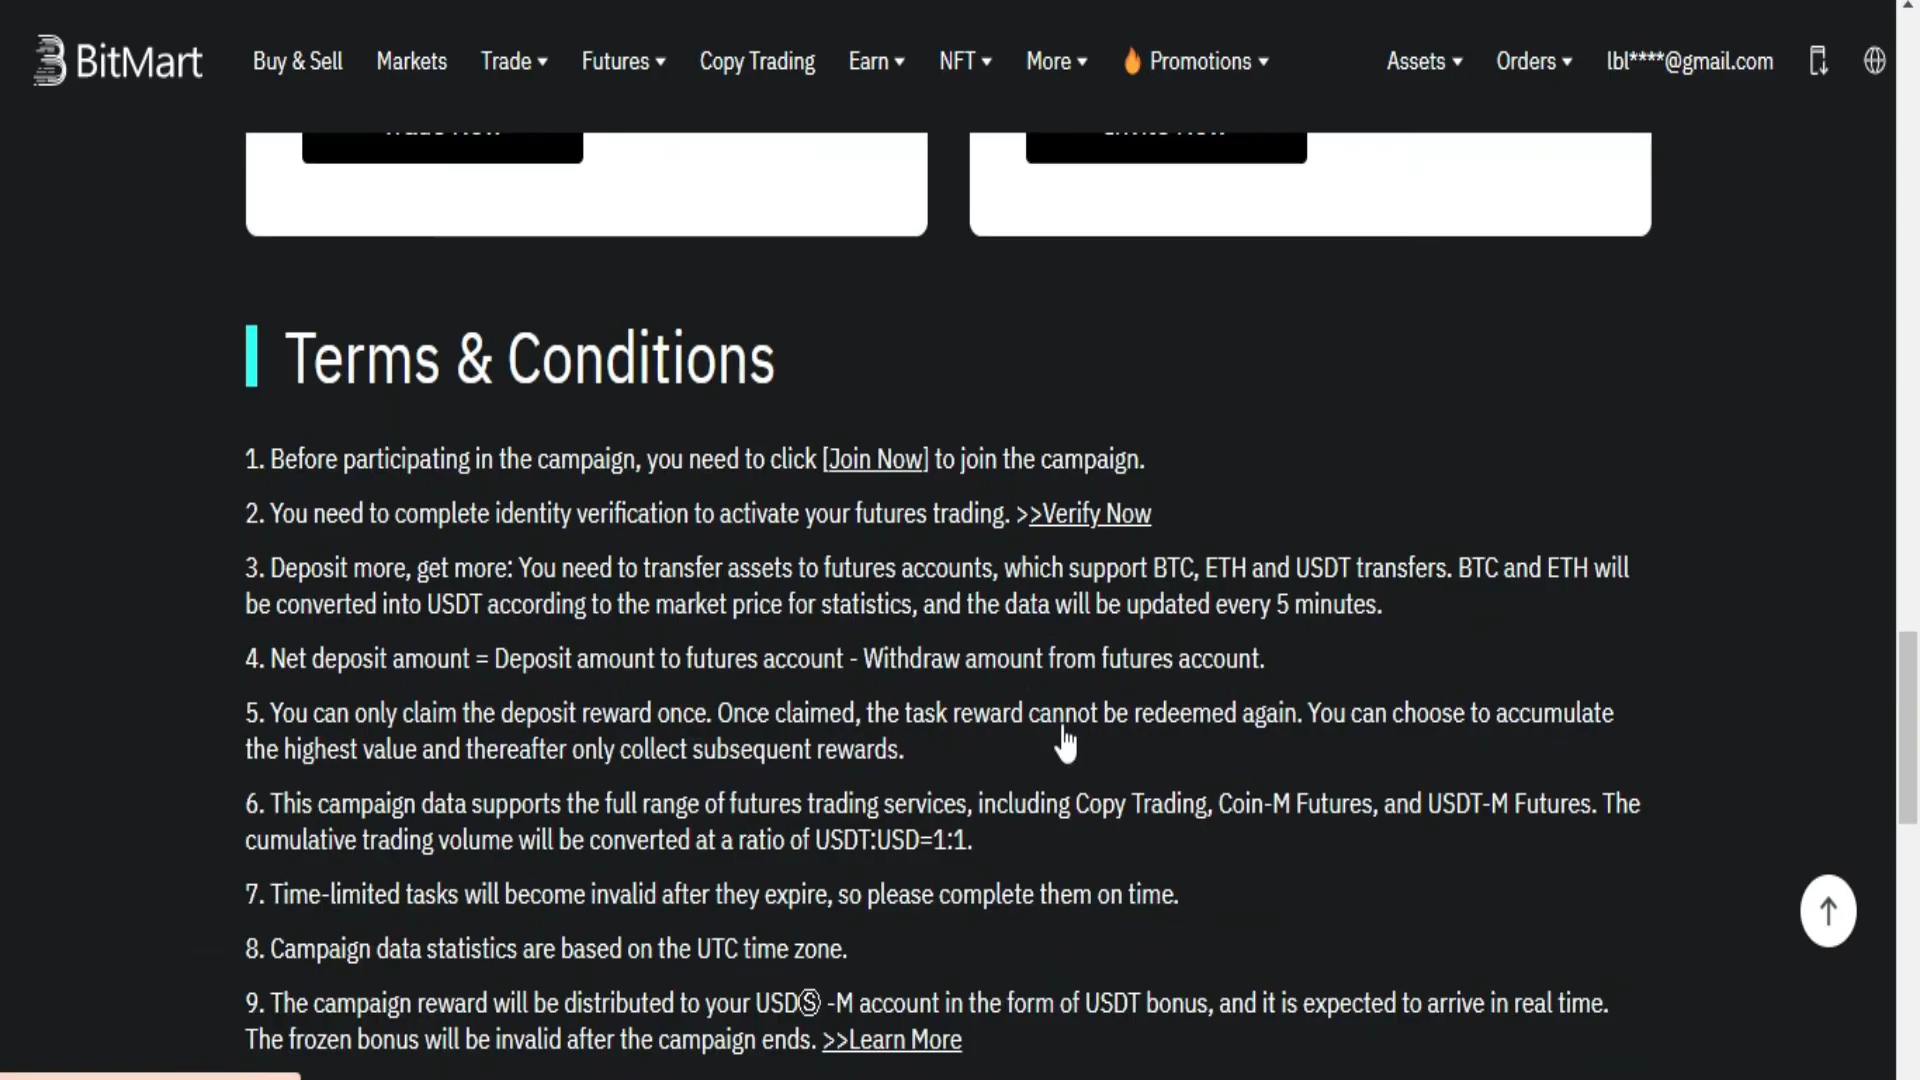 BitMart Buy & Sell Markets Trade Futures Copy Trading Earn NFT More Promotions Assets Orders lbl****@gmail.com
Terms & Conditions
1. Before participating in the campaign, you need to click [Join Now] to join the campaign.
2. You need to complete identity verification to activate your futures trading. >>Verify Now
3. Deposit more, get more: You need to transfer assets to futures accounts, which support BTC, ETH and USDT transfers. BTC and ETH will
be converted into USDT according to the market price for statistics, and the data will be updated every 5 minutes.
4. Net deposit amount = Deposit amount to futures account - Withdraw amount from futures account.
5. You can only claim the deposit reward once. Once claimed, the task reward cannot be redeemed again. You can choose to accumulate
the highest value and thereafter only collect subsequent rewards.
6. This campaign data supports the full range of futures trading services, including Copy Trading, Coin-M Futures, and USDT-M Futures. The
cumulative trading volume will be converted at a ratio of USDT:USD=1:1.
7. Time-limited tasks will become invalid after they expire, so please complete them on time.
8. Campaign data statistics are based on the UTC time zone.
9. The campaign reward will be distributed to your USDⓈ -M account in the form of USDT bonus, and it is expected to arrive in real time.
The frozen bonus will be invalid after the campaign ends. >>Learn More